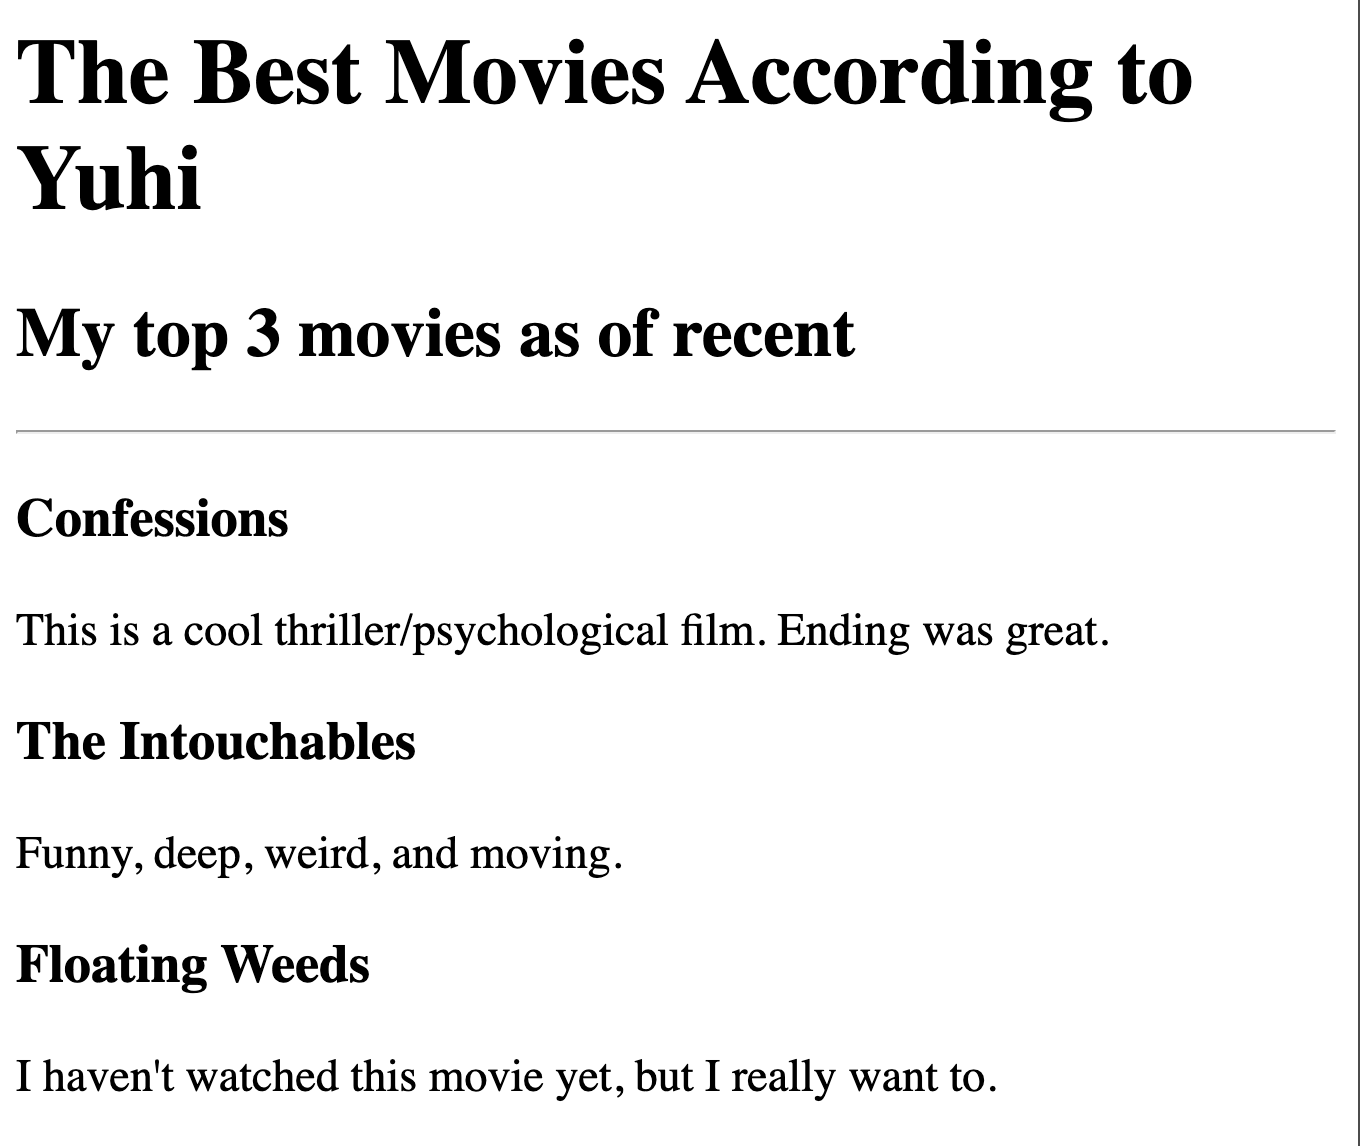 The Best Movies According to
Yuhi
My top 3 movies as of recent
Confessions
This is a cool thriller/psychological film. Ending was great.
The Intouchables
Funny, deep, weird, and moving.
Floating Weeds
I haven't watched this movie yet, but I really want to.